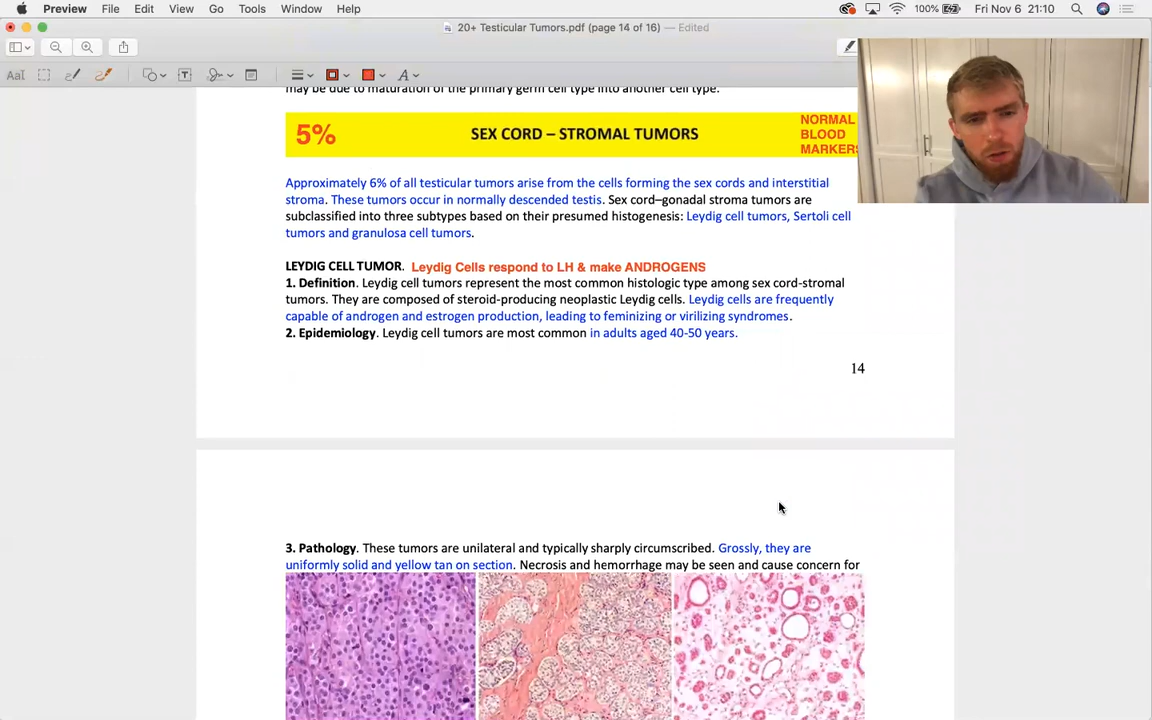 Preview File Edit View Go Tools Window Help 100% Fri Nov 6 21:10
20+ Testicular Tumors.pdf (page 14 of 16) — Edited
AaI T A
may be due to maturation of the primary germ cell type into another cell type.
5% SEX CORD – STROMAL TUMORS NORMAL
BLOOD
MARKERS
Approximately 6% of all testicular tumors arise from the cells forming the sex cords and interstitial
stroma. These tumors occur in normally descended testis. Sex cord–gonadal stroma tumors are
subclassified into three subtypes based on their presumed histogenesis: Leydig cell tumors, Sertoli cell
tumors and granulosa cell tumors.
LEYDIG CELL TUMOR. Leydig Cells respond to LH & make ANDROGENS
1. Definition. Leydig cell tumors represent the most common histologic type among sex cord-stromal
tumors. They are composed of steroid-producing neoplastic Leydig cells. Leydig cells are frequently
capable of androgen and estrogen production, leading to feminizing or virilizing syndromes.
2. Epidemiology. Leydig cell tumors are most common in adults aged 40-50 years.
14
3. Pathology. These tumors are unilateral and typically sharply circumscribed. Grossly, they are
uniformly solid and yellow tan on section. Necrosis and hemorrhage may be seen and cause concern for